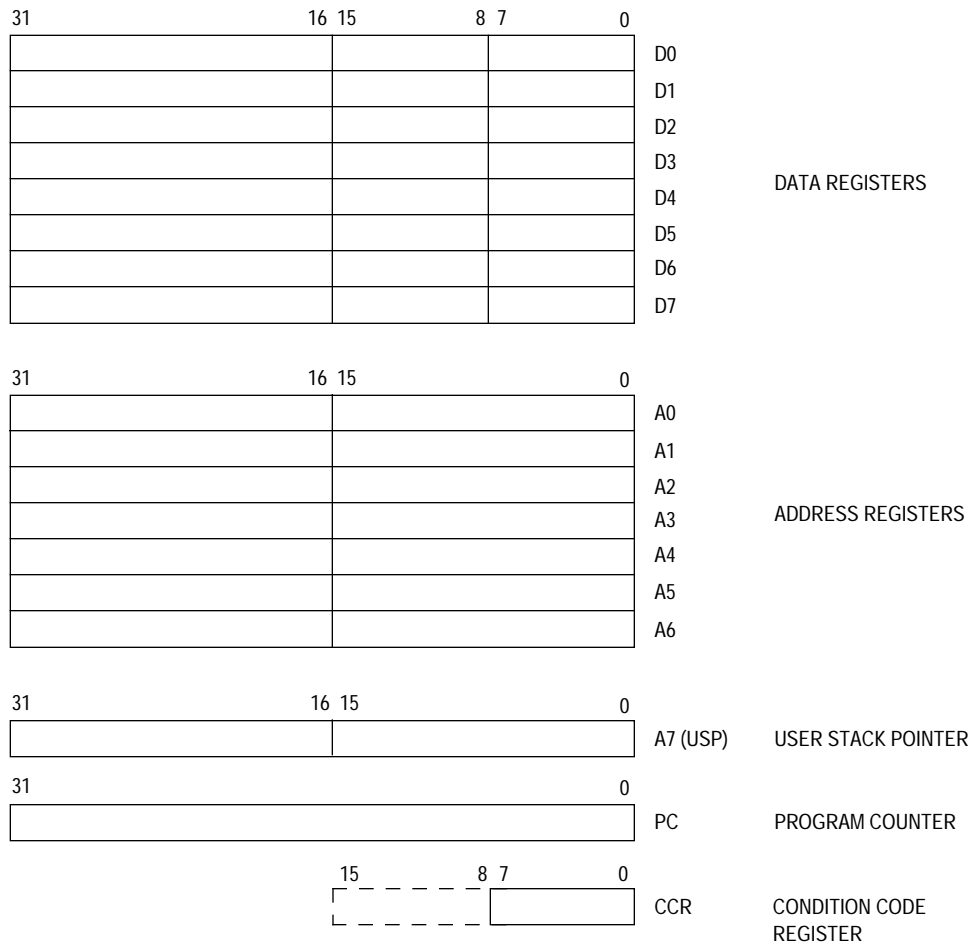 31 16 15 8 7 0
D0
D1
D2
D3
D4 DATA REGISTERS
D5
D6
D7
31 16 15 0
A0
A1
A2
A3 ADDRESS REGISTERS
A4
A5
A6
31 16 15 0
A7 (USP) USER STACK POINTER
31 0
PC PROGRAM COUNTER
15 8 7 0
CCR CONDITION CODE
REGISTER